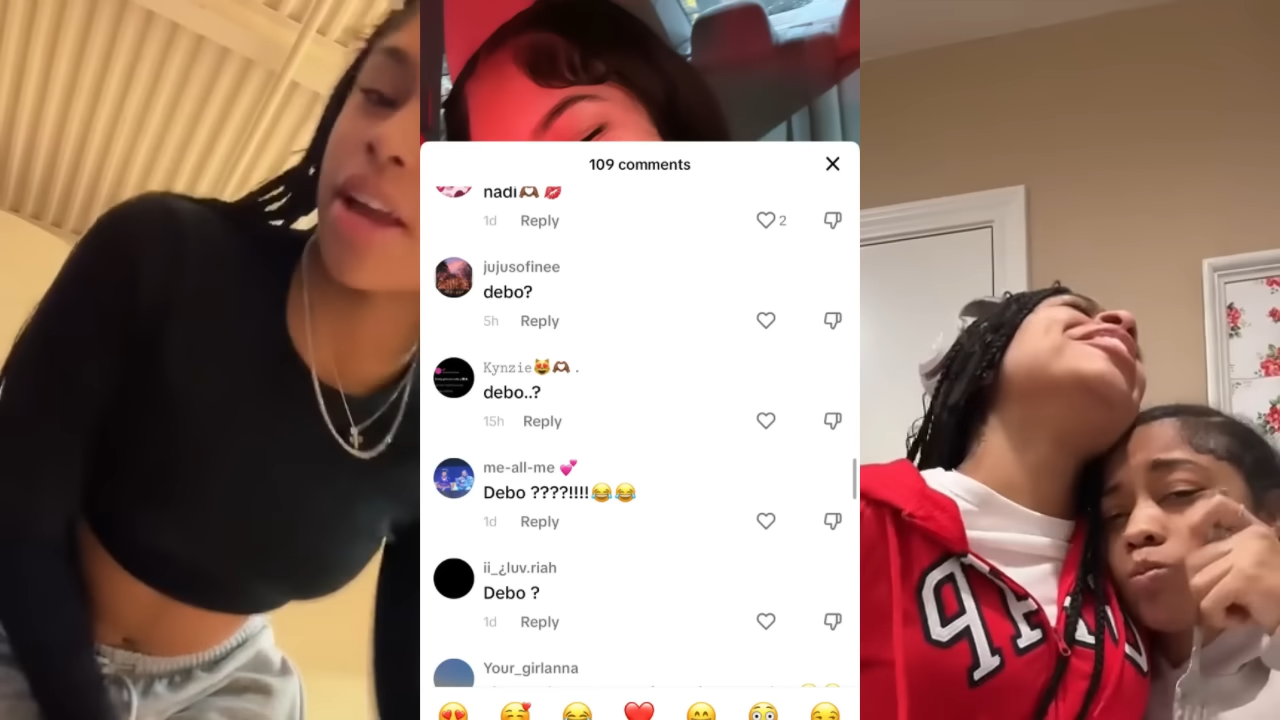 109 comments
nadi🫶🏾 💋
1d Reply 2
jujusofinee
debo?
5h Reply
Kynzie😻🫶🏾 .
debo..?
15h Reply
me-all-me 💕
Debo ????!!!!😂😂
1d Reply
ii_¿luv.riah
Debo ?
1d Reply
Your_girlanna